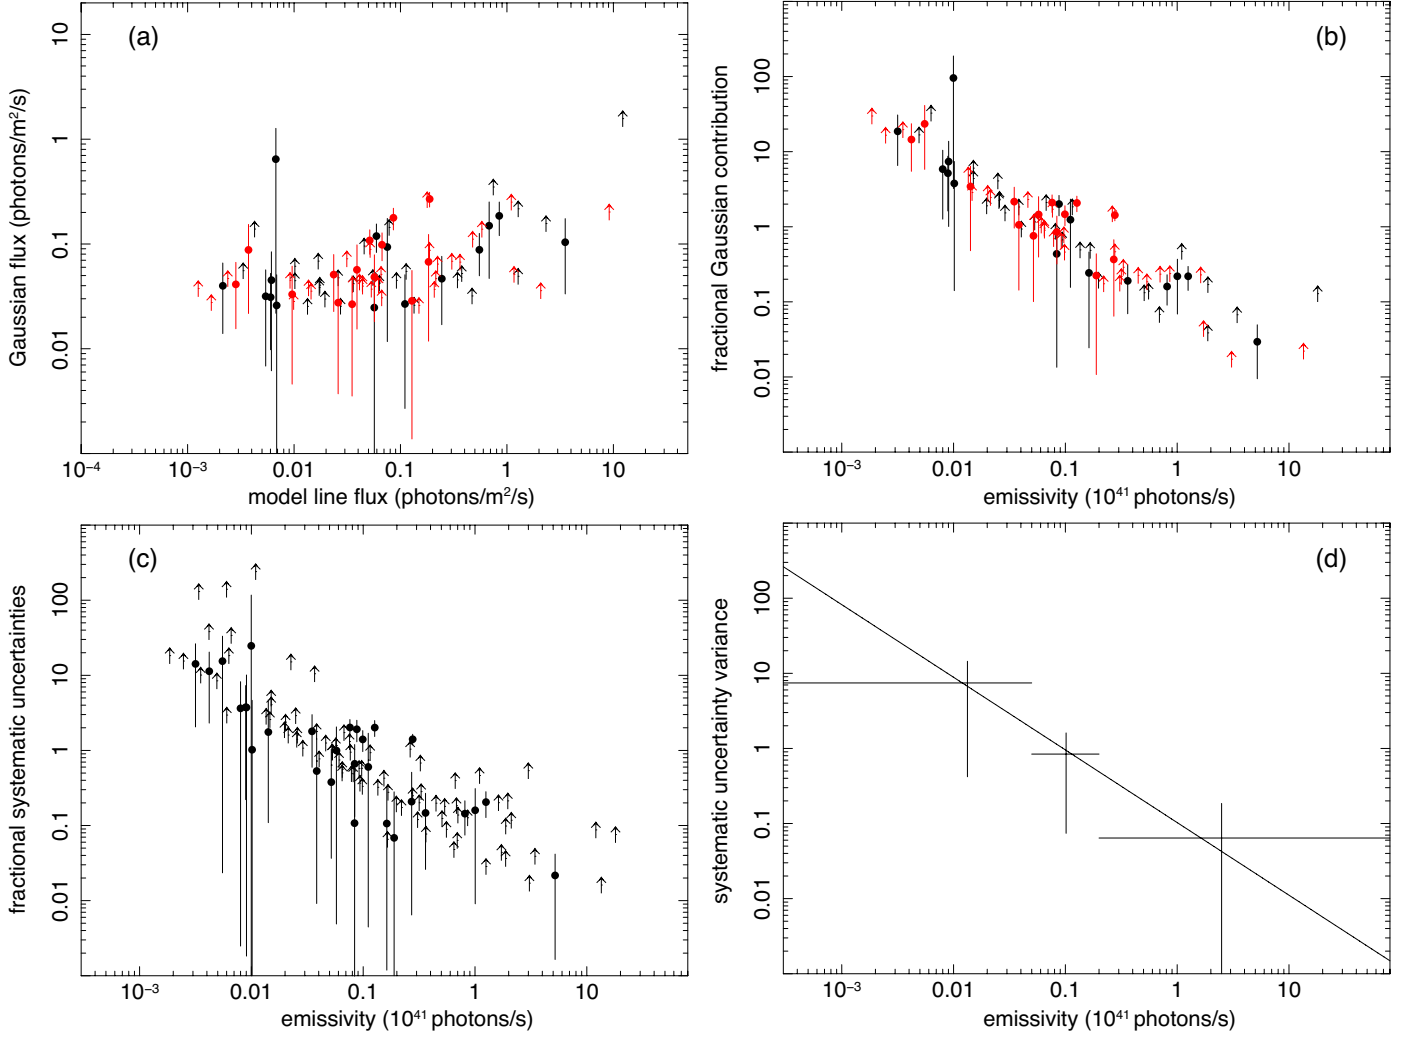 (a)
Gaussian flux (photons/m²/s)
10
1
0.1
0.01
10⁻⁴ 10⁻³ 0.01 0.1 1 10
model line flux (photons/m²/s)
(b)
fractional Gaussian contribution
100
10
1
0.1
0.01
10⁻³ 0.01 0.1 1 10
emissivity (10⁴¹ photons/s)
(c)
fractional systematic uncertainties
100
10
1
0.1
0.01
10⁻³ 0.01 0.1 1 10
emissivity (10⁴¹ photons/s)
(d)
systematic uncertainty variance
100
10
1
0.1
0.01
10⁻³ 0.01 0.1 1 10
emissivity (10⁴¹ photons/s)